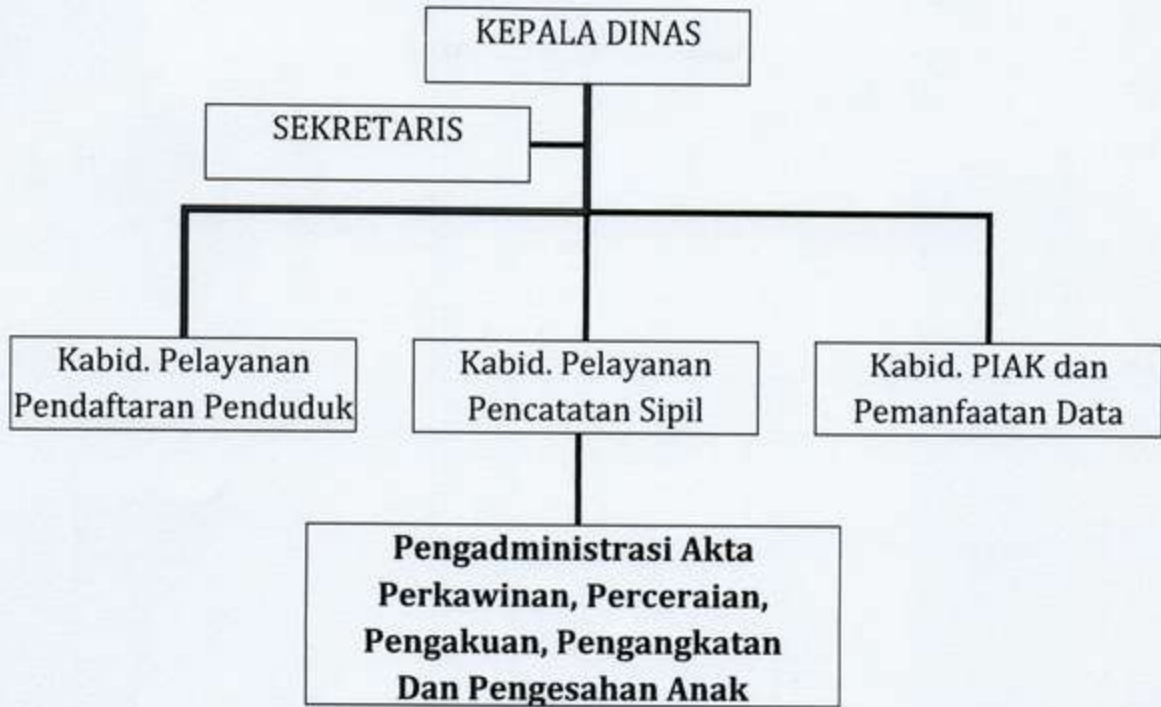 KEPALA DINAS
SEKRETARIS
Kabid. Pelayanan
Pendaftaran Penduduk
Kabid. Pelayanan
Pencatatan Sipil
Kabid. PIAK dan
Pemanfaatan Data
Pengadministrasi Akta
Perkawinan, Perceraian,
Pengakuan, Pengangkatan
Dan Pengesahan Anak